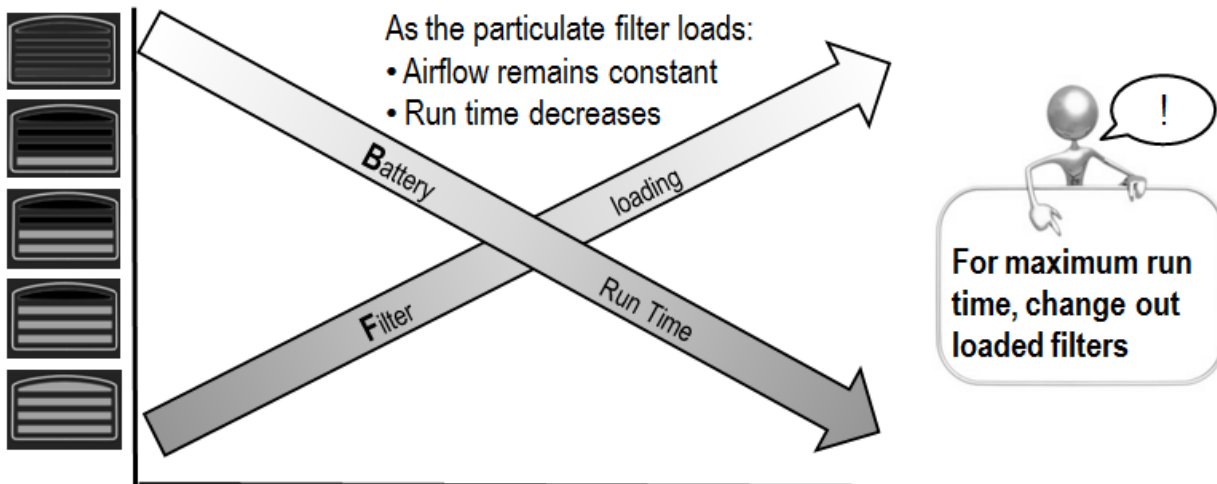 As the particulate filter loads:
• Airflow remains constant
• Run time decreases
Battery Run Time
Filter loading
!
For maximum run
time, change out
loaded filters